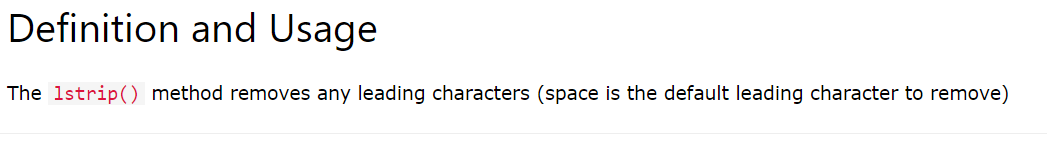 Definition and Usage
The lstrip() method removes any leading characters (space is the default leading character to remove)